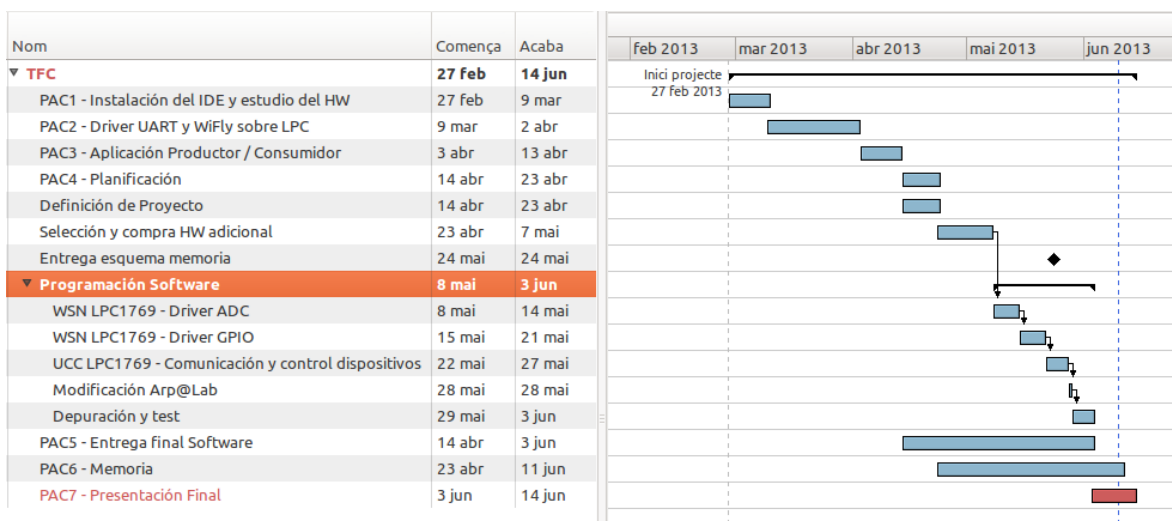 Nom Comença Acaba
feb 2013 mar 2013 abr 2013 mai 2013 jun 2013
TFC 27 feb 14 jun
Inici projecte
27 feb 2013
PAC1 - Instalación del IDE y estudio del HW 27 feb 9 mar
PAC2 - Driver UART y WiFly sobre LPC 9 mar 2 abr
PAC3 - Aplicación Productor / Consumidor 3 abr 13 abr
PAC4 - Planificación 14 abr 23 abr
Definición de Proyecto 14 abr 23 abr
Selección y compra HW adicional 23 abr 7 mai
Entrega esquema memoria 24 mai 24 mai
Programación Software 8 mai 3 jun
WSN LPC1769 - Driver ADC 8 mai 14 mai
WSN LPC1769 - Driver GPIO 15 mai 21 mai
UCC LPC1769 - Comunicación y control dispositivos 22 mai 27 mai
Modificación Arp@Lab 28 mai 28 mai
Depuración y test 29 mai 3 jun
PAC5 - Entrega final Software 14 abr 3 jun
PAC6 - Memoria 23 abr 11 jun
PAC7 - Presentación Final 3 jun 14 jun